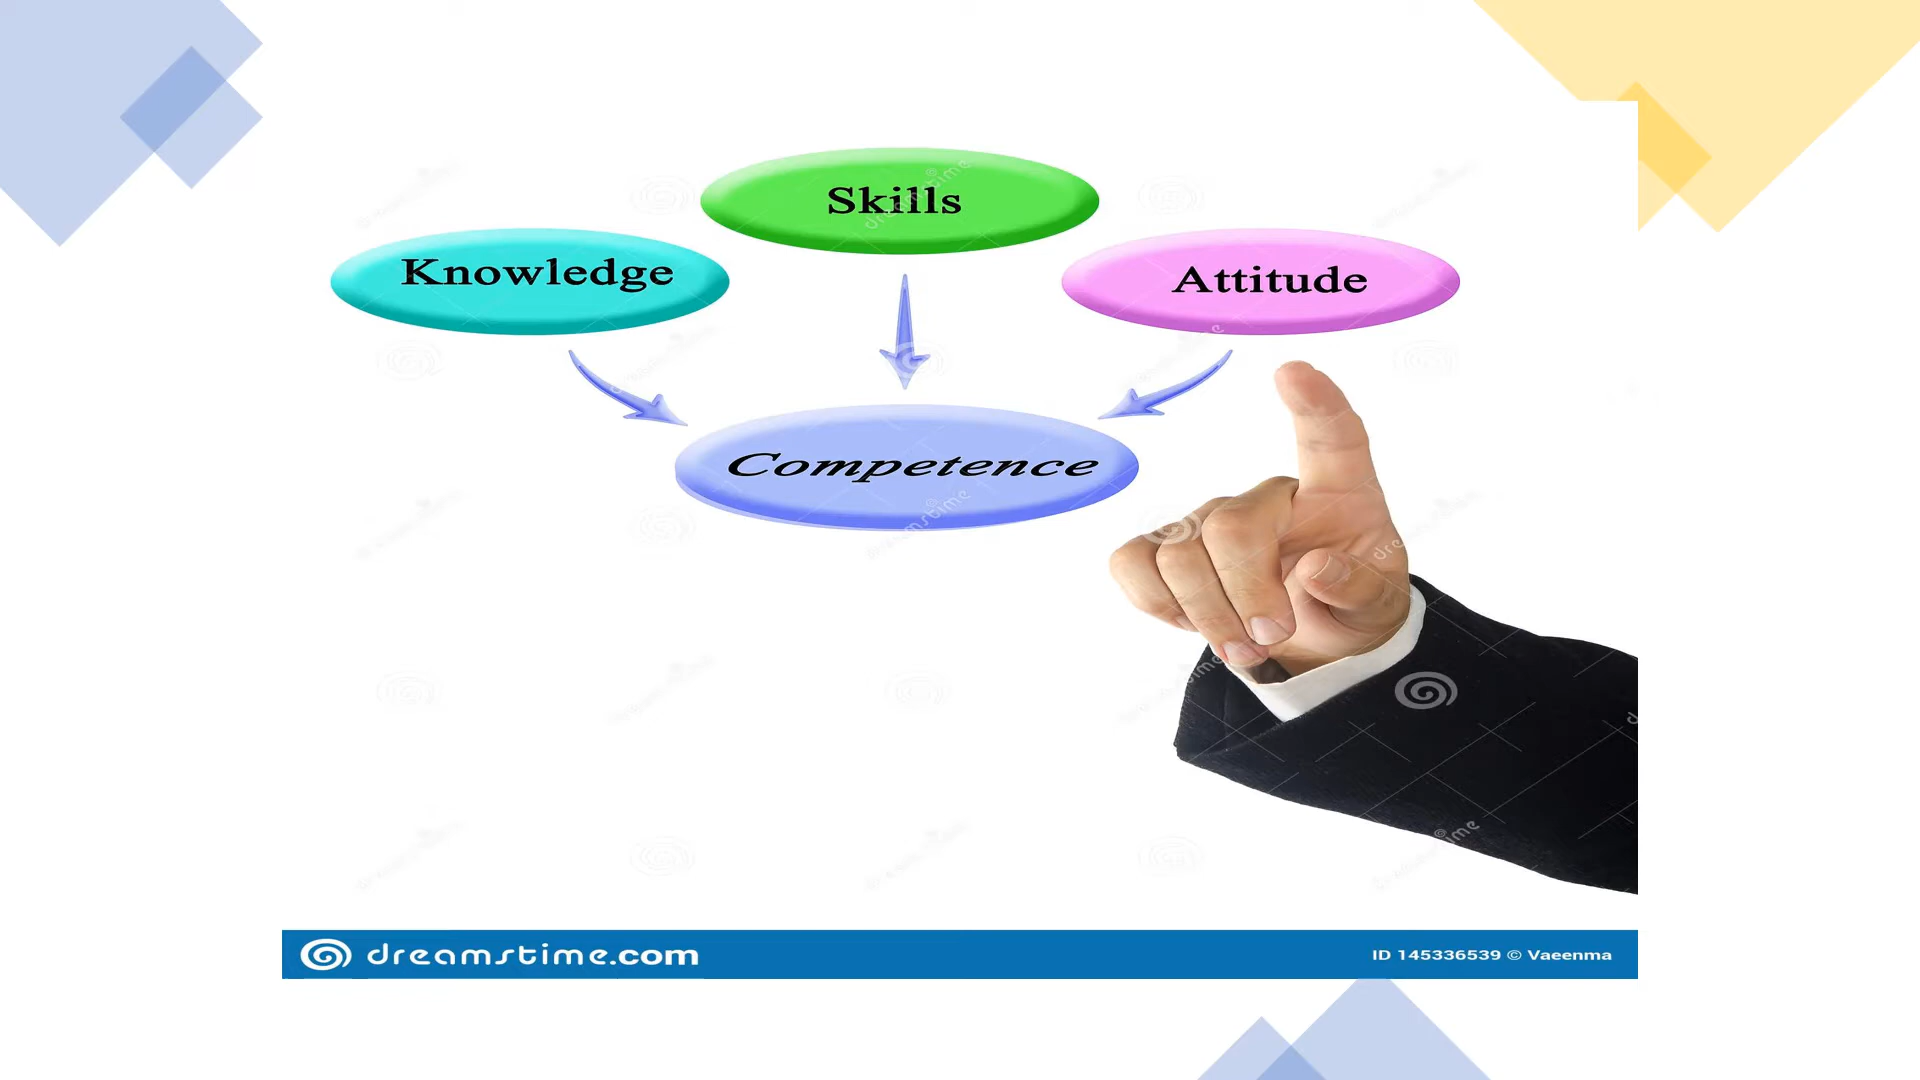 Skills
Knowledge
Attitude
Competence
dreamstime.com
ID 145336539 © Vaeenma